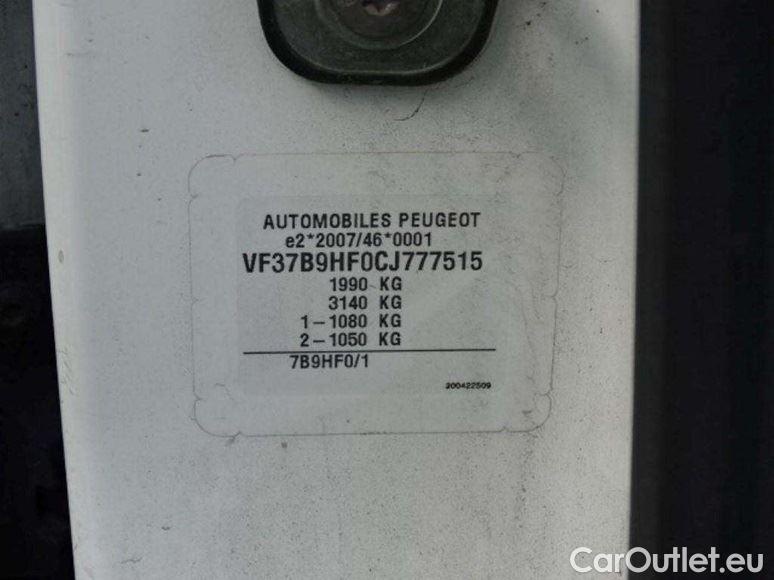 AUTOMOBILES PEUGEOT
e2*2007/46*0001
VF37B9HF0CJ777515
1990 KG
3140 KG
1-1080 KG
2-1050 KG
7B9HF0/1
200422509
CarOutlet.eu